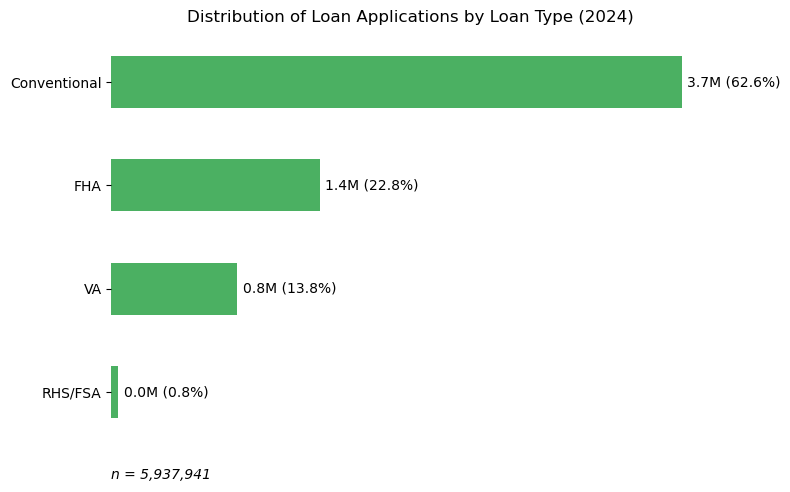 Distribution of Loan Applications by Loan Type (2024)
Conventional 3.7M (62.6%)
FHA 1.4M (22.8%)
VA 0.8M (13.8%)
RHS/FSA 0.0M (0.8%)
n = 5,937,941